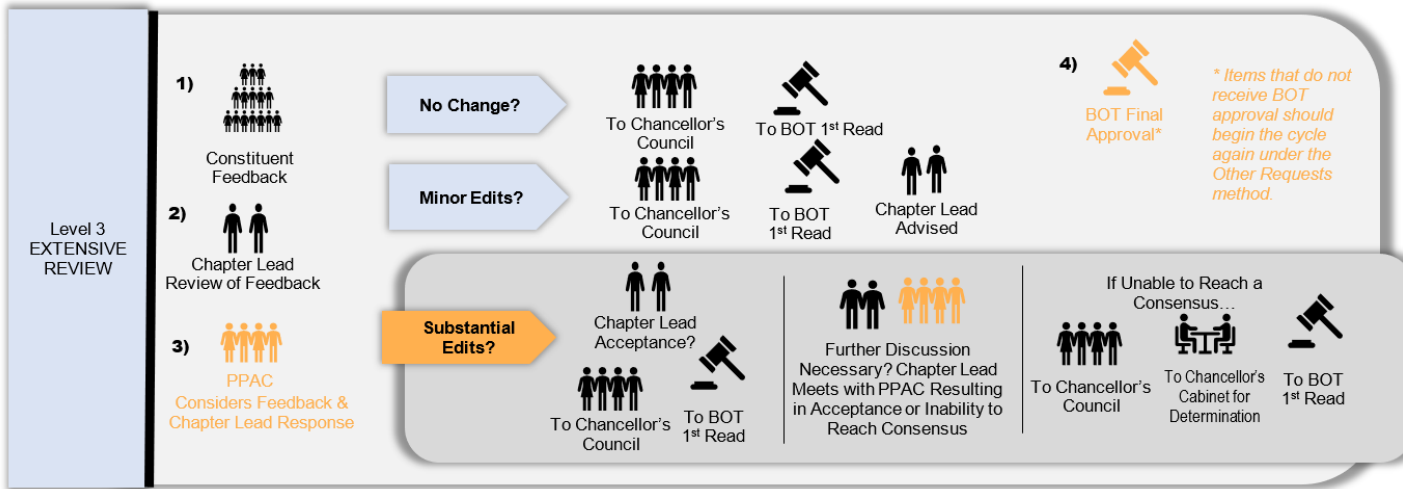 Level 3
EXTENSIVE
REVIEW
1)
Constituent
Feedback
2)
Chapter Lead
Review of Feedback
3)
PPAC
Considers Feedback &
Chapter Lead Response
No Change?
To Chancellor's
Council
To BOT 1st Read
Minor Edits?
To Chancellor's
Council
To BOT
1st Read
Chapter Lead
Advised
Substantial
Edits?
Chapter Lead
Acceptance?
To Chancellor's
Council
To BOT
1st Read
Further Discussion
Necessary? Chapter Lead
Meets with PPAC Resulting
in Acceptance or Inability to
Reach Consensus
If Unable to Reach a
Consensus…
To Chancellor's
Council
To Chancellor's
Cabinet for
Determination
To BOT
1st Read
4)
BOT Final
Approval*
* Items that do not
receive BOT
approval should
begin the cycle
again under the
Other Requests
method.